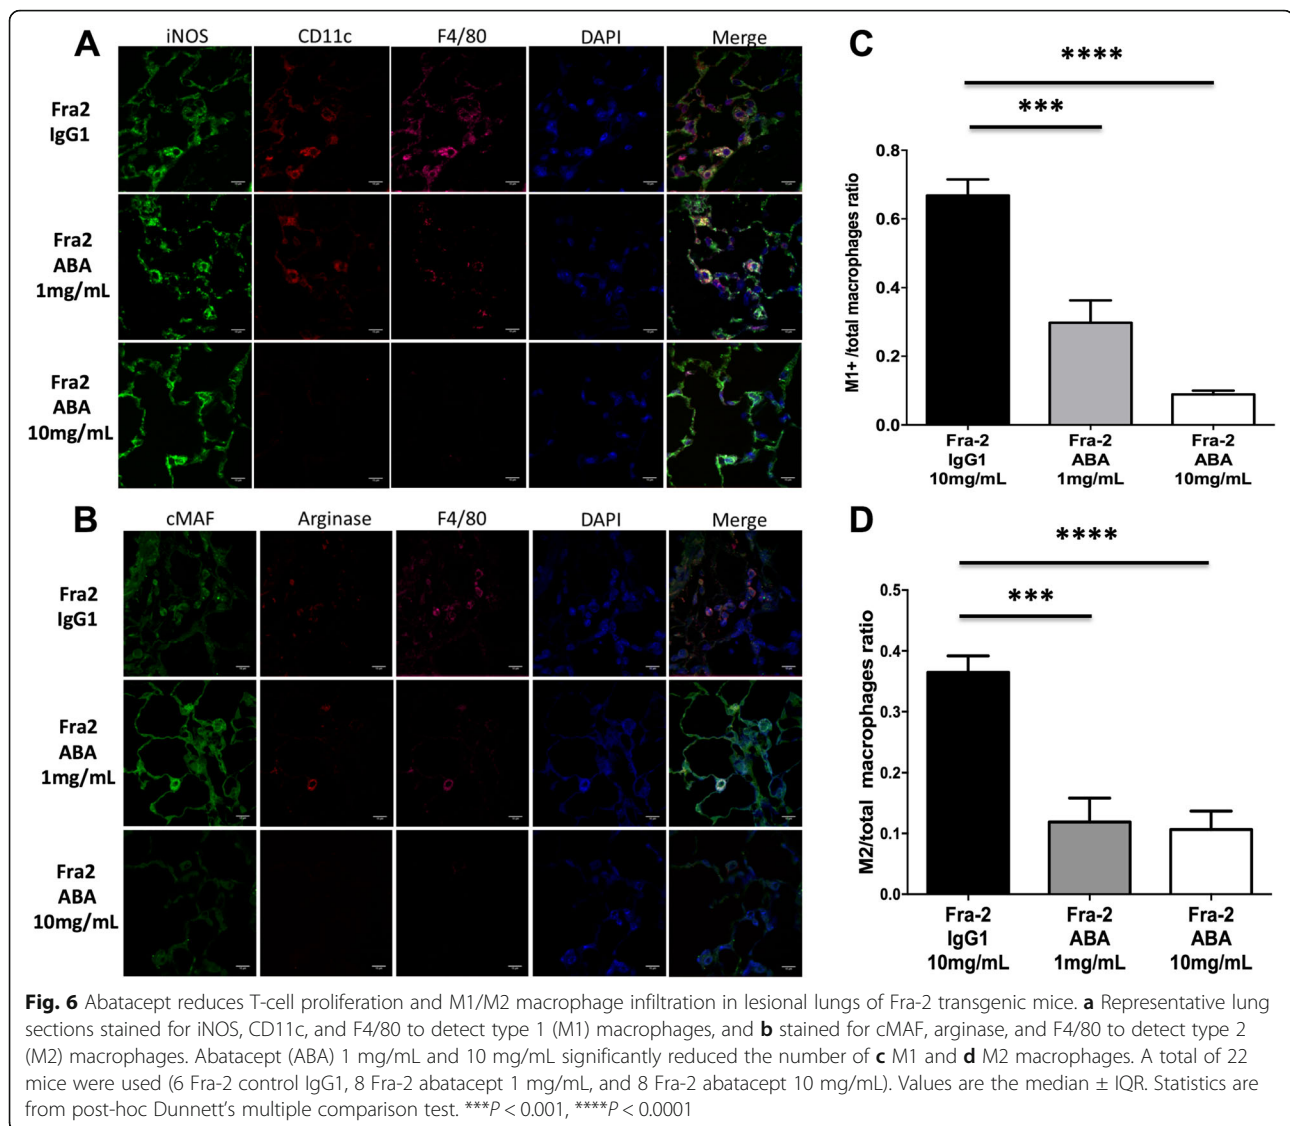 A
iNOS CD11c F4/80 DAPI Merge
Fra2
IgG1
Fra2
ABA
1mg/mL
Fra2
ABA
10mg/mL
B
cMAF Arginase F4/80 DAPI Merge
Fra2
IgG1
Fra2
ABA
1mg/mL
Fra2
ABA
10mg/mL
C
****
***
M1+/total macrophages ratio
0.8
0.6
0.4
0.2
0.0
Fra-2 Fra-2 Fra-2
IgG1 ABA ABA
10mg/mL 1mg/mL 10mg/mL
D
****
***
M2/total macrophages ratio
0.5
0.4
0.3
0.2
0.1
0.0
Fra-2 Fra-2 Fra-2
IgG1 ABA ABA
10mg/mL 1mg/mL 10mg/mL
Fig. 6 Abatacept reduces T-cell proliferation and M1/M2 macrophage infiltration in lesional lungs of Fra-2 transgenic mice. a Representative lung
sections stained for iNOS, CD11c, and F4/80 to detect type 1 (M1) macrophages, and b stained for cMAF, arginase, and F4/80 to detect type 2
(M2) macrophages. Abatacept (ABA) 1 mg/mL and 10 mg/mL significantly reduced the number of c M1 and d M2 macrophages. A total of 22
mice were used (6 Fra-2 control IgG1, 8 Fra-2 abatacept 1 mg/mL, and 8 Fra-2 abatacept 10 mg/mL). Values are the median ± IQR. Statistics are
from post-hoc Dunnett's multiple comparison test. ***P < 0.001, ****P < 0.0001